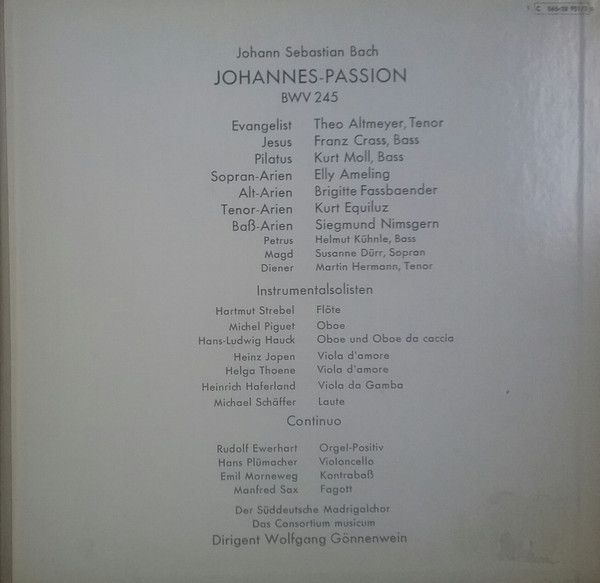 Johann Sebastian Bach
JOHANNES-PASSION
BWV 245
Evangelist Theo Altmeyer, Tenor
Jesus Franz Crass, Bass
Pilatus Kurt Moll, Bass
Sopran-Arien Elly Ameling
Alt-Arien Brigitte Fassbaender
Tenor-Arien Kurt Equiluz
Baß-Arien Siegmund Nimsgern
Petrus Helmut Kühnle, Bass
Magd Susanne Dürr, Sopran
Diener Martin Hermann, Tenor
Instrumentalsolisten
Hartmut Strebel Flöte
Michel Piguet Oboe
Hans-Ludwig Hauck Oboe und Oboe da caccia
Heinz Jopen Viola d'amore
Helga Thoene Viola d'amore
Heinrich Haferland Viola da Gamba
Michael Schäffer Laute
Continuo
Rudolf Ewerhart Orgel-Positiv
Hans Plümacher Violoncello
Emil Morneweg Kontrabaß
Manfred Sax Fagott
Der Süddeutsche Madrigalchor
Das Consortium musicum
Dirigent Wolfgang Gönnenwein